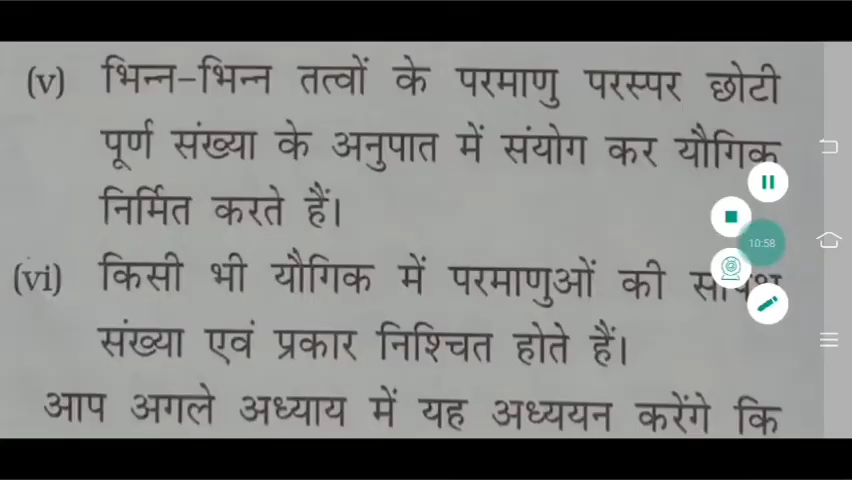 (v) भिन्न-भिन्न तत्वों के परमाणु परस्पर छोटी
पूर्ण संख्या के अनुपात में संयोग कर यौगिक
निर्मित करते हैं।
10:58
(vi) किसी भी यौगिक में परमाणुओं की
संख्या एवं प्रकार निश्चित होते हैं।
आप अगले अध्याय में यह अध्ययन करेंगे कि